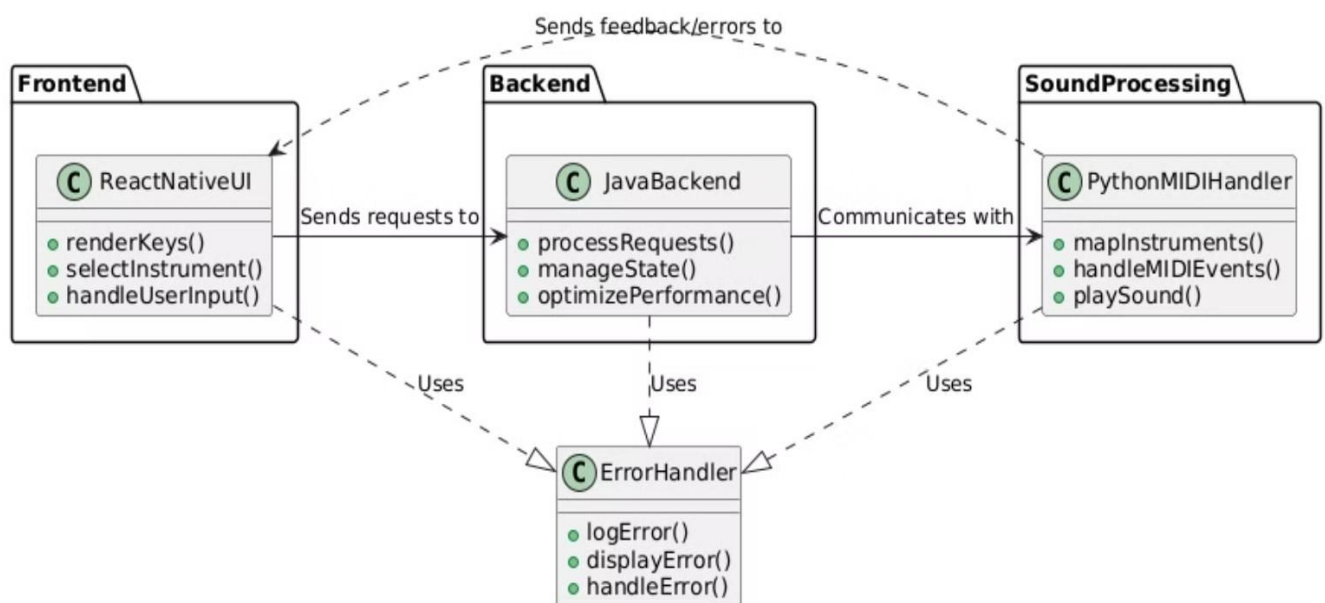 Sends feedback/errors to
Frontend
Backend
SoundProcessing
C ReactNativeUI
renderKeys()
selectInstrument()
handleUserInput()
Sends requests to
C JavaBackend
processRequests()
manageState()
optimizePerformance()
Communicates with
C PythonMIDIHandler
mapInstruments()
handleMIDIEvents()
playSound()
Uses
Uses
Uses
C ErrorHandler
logError()
displayError()
handleError()